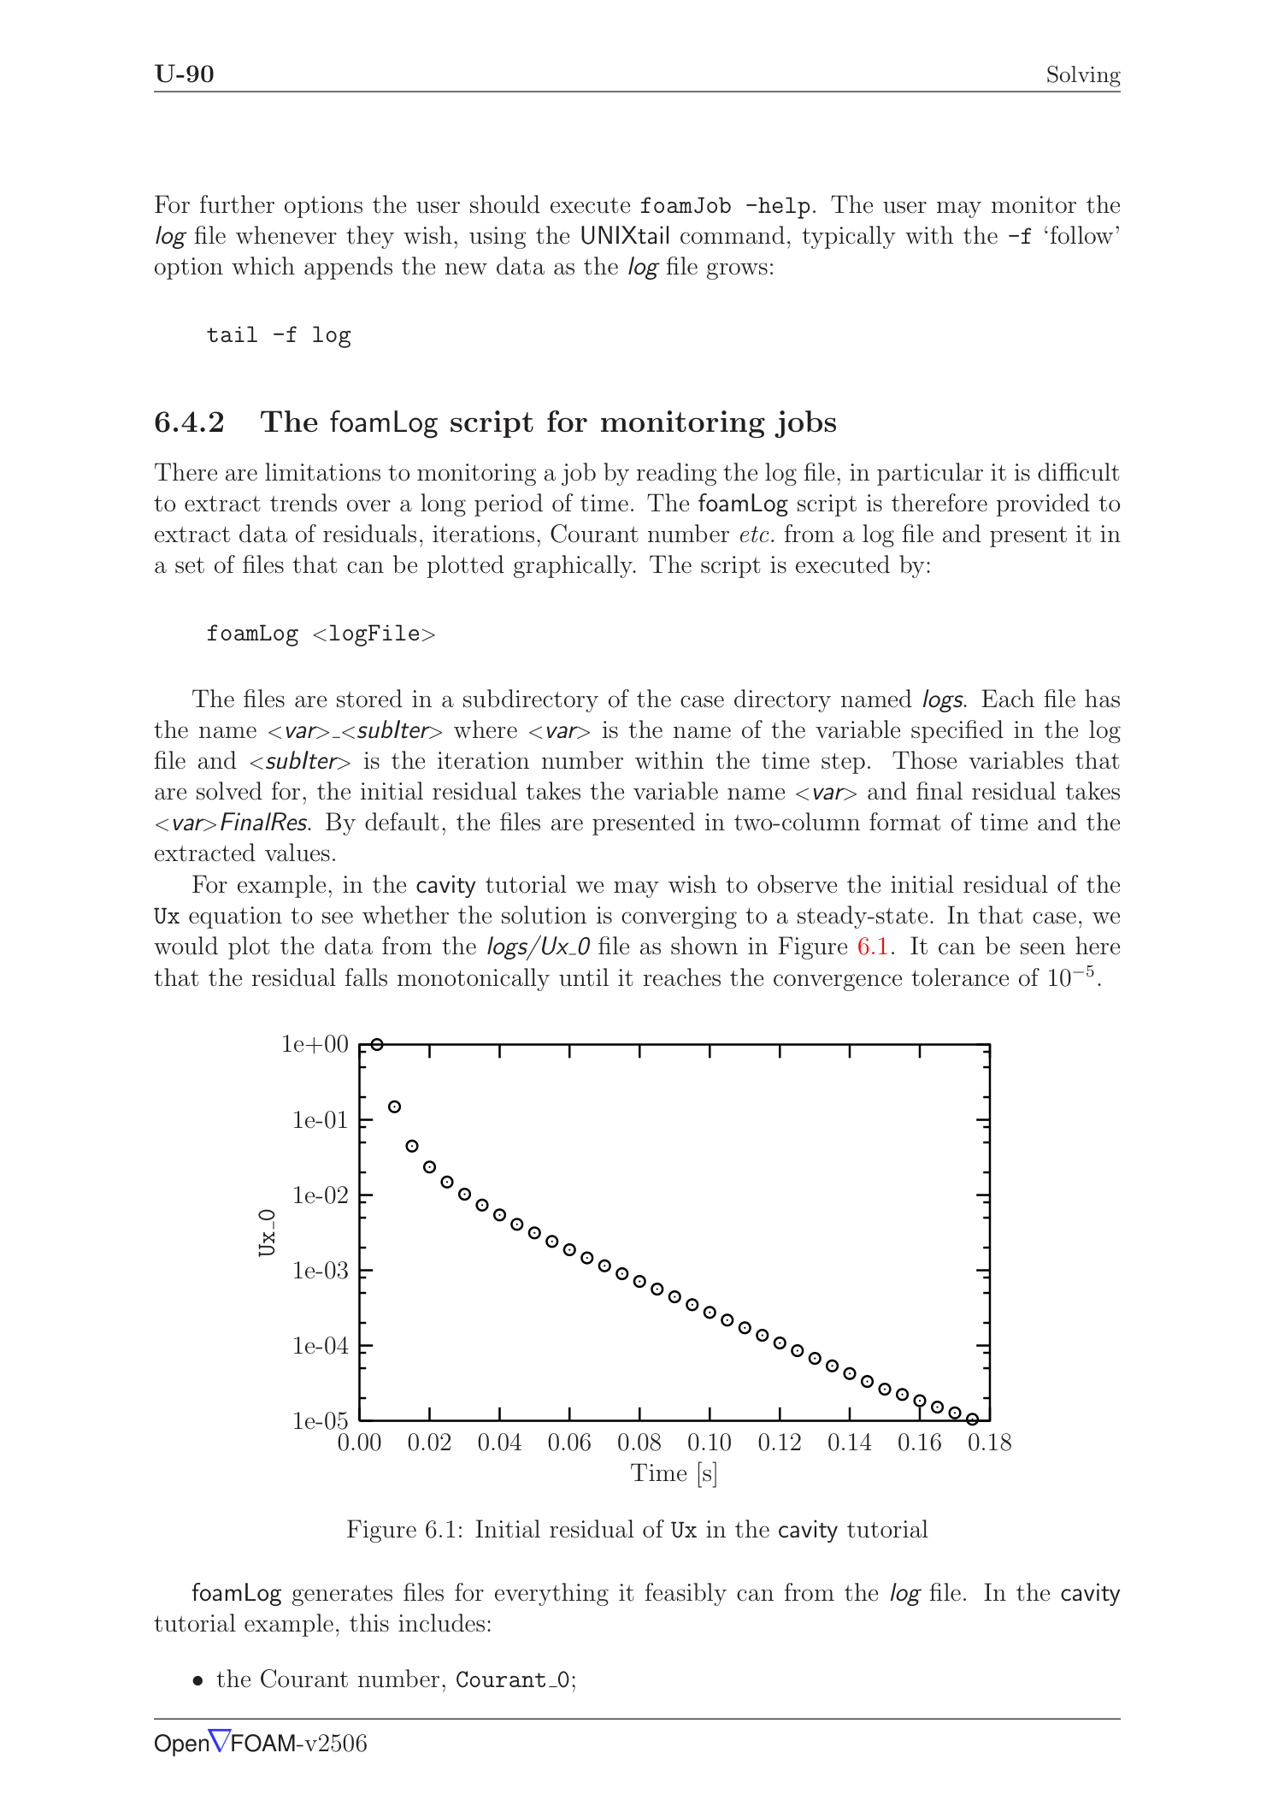 U-90 Solving
For further options the user should execute foamJob -help. The user may monitor the
log file whenever they wish, using the UNIXtail command, typically with the -f ‘follow’
option which appends the new data as the log file grows:
tail -f log
6.4.2 The foamLog script for monitoring jobs
There are limitations to monitoring a job by reading the log file, in particular it is difficult
to extract trends over a long period of time. The foamLog script is therefore provided to
extract data of residuals, iterations, Courant number etc. from a log file and present it in
a set of files that can be plotted graphically. The script is executed by:
foamLog <logFile>
The files are stored in a subdirectory of the case directory named logs. Each file has
the name <var>_<subIter> where <var> is the name of the variable specified in the log
file and <subIter> is the iteration number within the time step. Those variables that
are solved for, the initial residual takes the variable name <var> and final residual takes
<var>FinalRes. By default, the files are presented in two-column format of time and the
extracted values.
For example, in the cavity tutorial we may wish to observe the initial residual of the
Ux equation to see whether the solution is converging to a steady-state. In that case, we
would plot the data from the logs/Ux_0 file as shown in Figure 6.1. It can be seen here
that the residual falls monotonically until it reaches the convergence tolerance of 10⁻⁵.
1e+00
1e-01
1e-02
1e-03
1e-04
1e-05
Ux_0
0.00 0.02 0.04 0.06 0.08 0.10 0.12 0.14 0.16 0.18
Time [s]
Figure 6.1: Initial residual of Ux in the cavity tutorial
foamLog generates files for everything it feasibly can from the log file. In the cavity
tutorial example, this includes:
• the Courant number, Courant_0;
Open∇FOAM-v2506